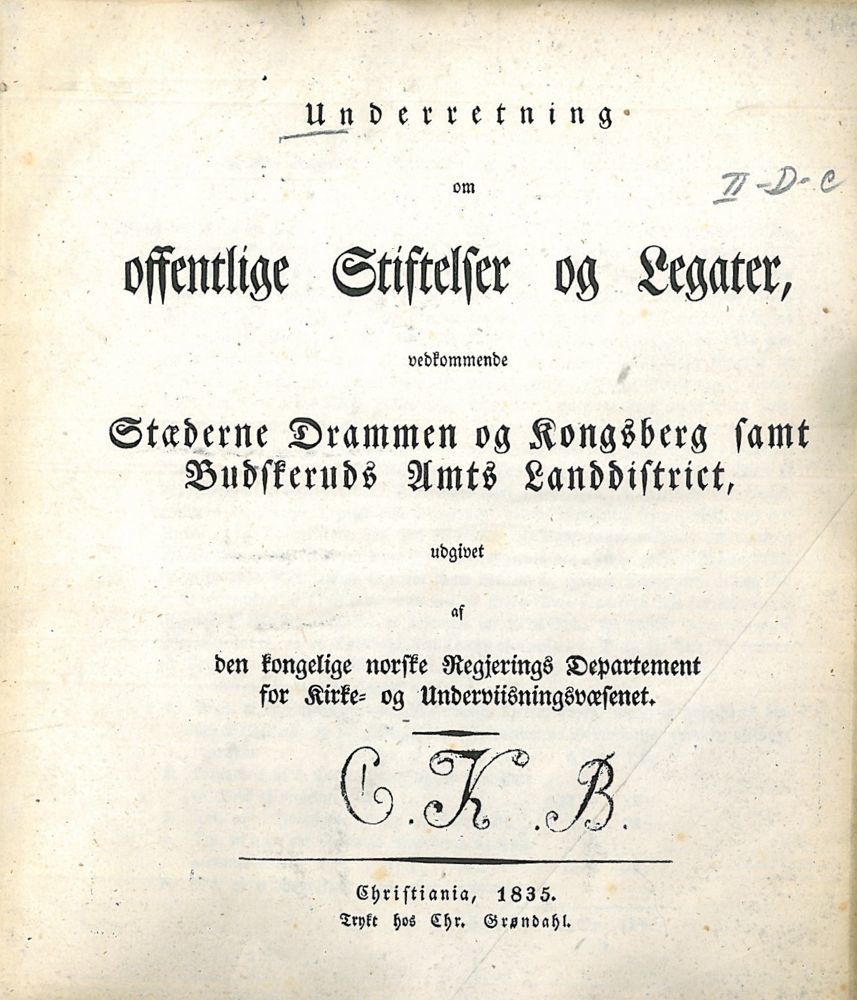 Underretning
om
II-D-C
offentlige Stiftelser og Legater,
vedkommende
Stæderne Drammen og Kongsberg samt
Budskeruds Amts Landdistrict,
udgivet
af
den kongelige norske Regjerings Departement
for Kirke- og Underviisningsvæsenet.
C. K. B.
Christiania, 1835.
Trykt hos Chr. Grøndahl.